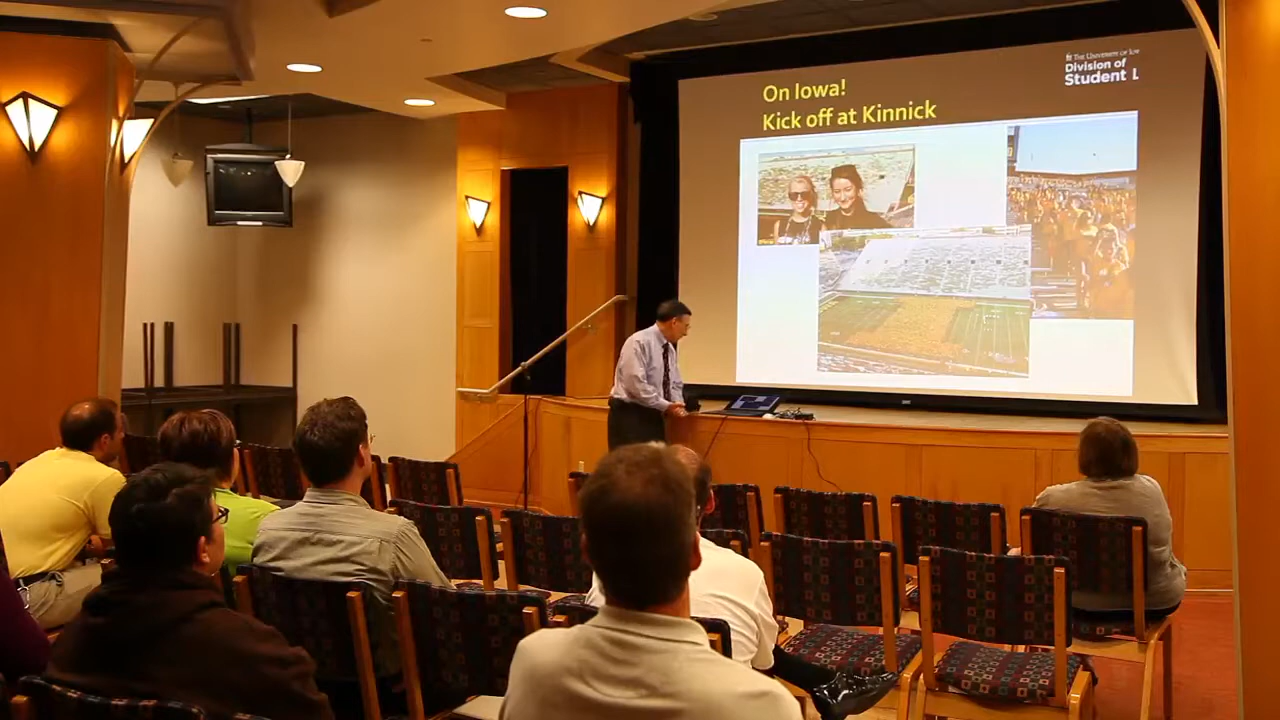 On Iowa!
Kick off at Kinnick
THE UNIVERSITY OF IOW
Division of
Student L